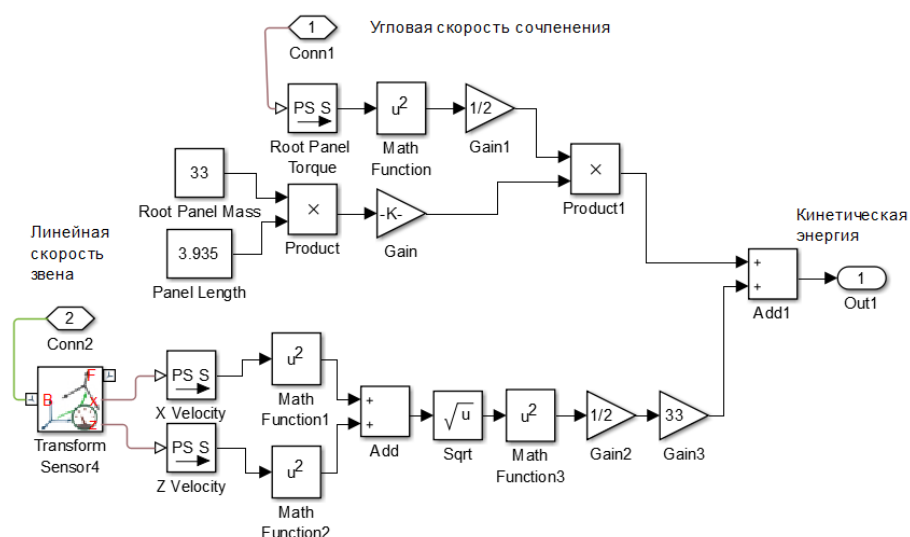 1
Угловая скорость сочленения
Conn1
PS S
u²
1/2
Root Panel
Torque
Math
Function
Gain1
33
×
Root Panel Mass
×
-K-
Product1
Product
Gain
3.935
Panel Length
Линейная
скорость
звена
Кинетическая
энергия
+
+
1
Add1
Out1
2
Conn2
B
F
x
z
Transform
Sensor4
PS S
X Velocity
u²
Math
Function1
PS S
Z Velocity
u²
Math
Function2
+
+
Add
√u
Sqrt
u²
Math
Function3
1/2
Gain2
33
Gain3